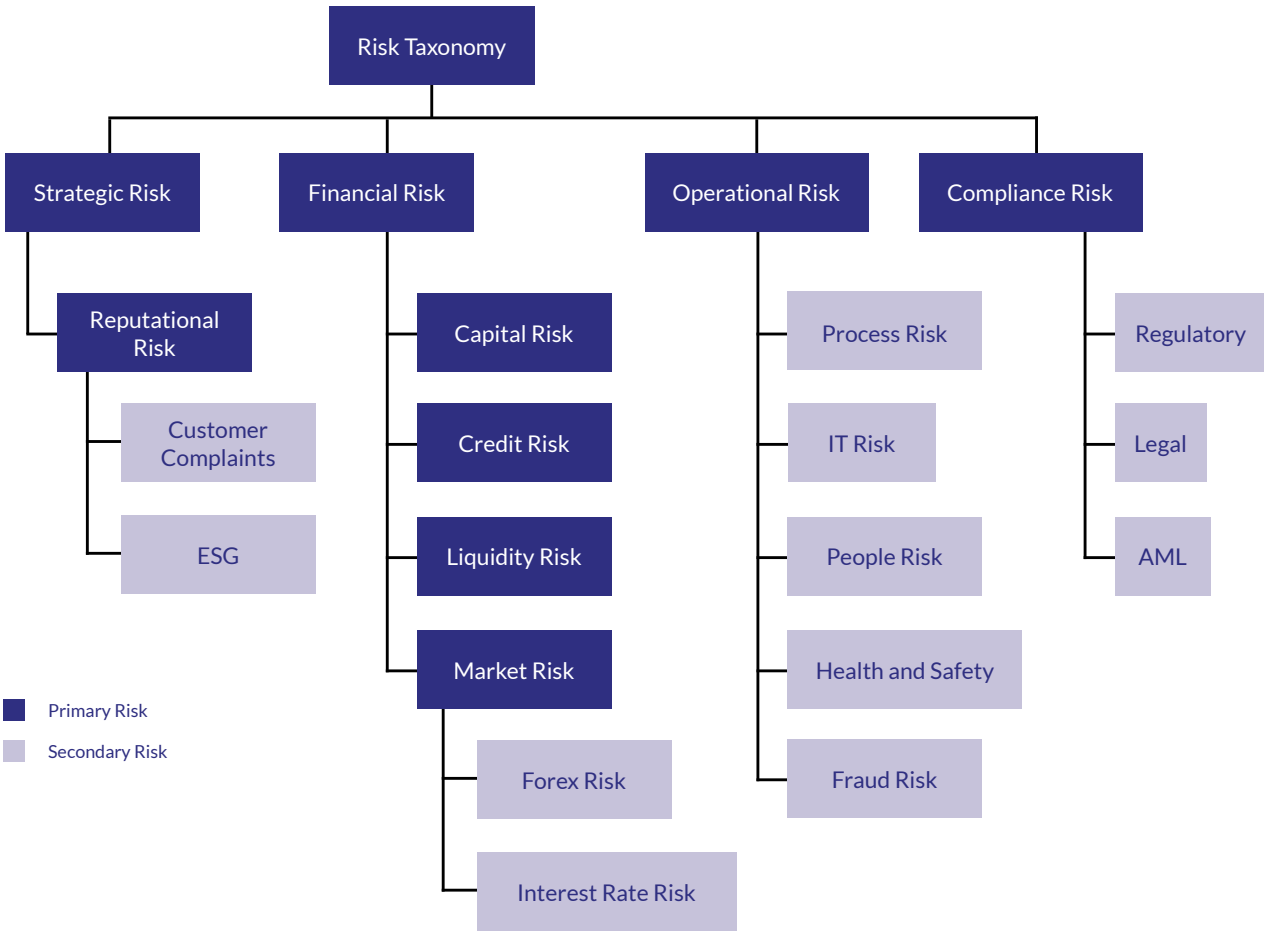 Risk Taxonomy
Strategic Risk
Financial Risk
Operational Risk
Compliance Risk
Reputational
Risk
Customer
Complaints
ESG
Capital Risk
Credit Risk
Liquidity Risk
Market Risk
Forex Risk
Interest Rate Risk
Process Risk
IT Risk
People Risk
Health and Safety
Fraud Risk
Regulatory
Legal
AML
Primary Risk
Secondary Risk